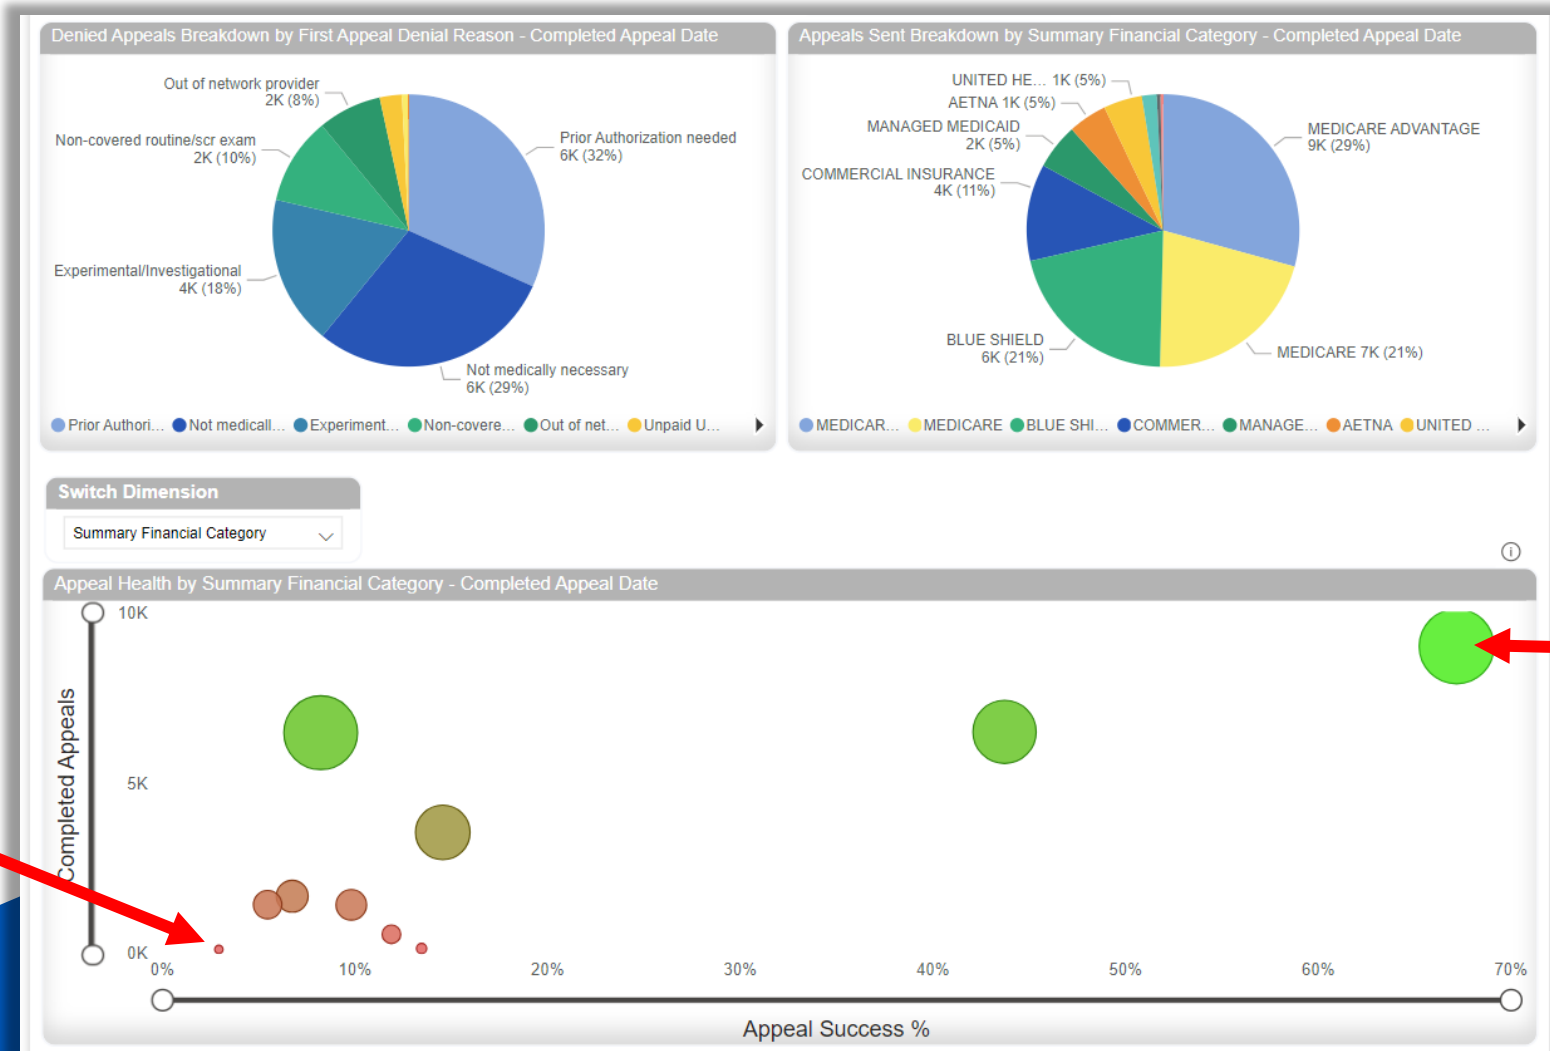 Denied Appeals Breakdown by First Appeal Denial Reason - Completed Appeal Date
Out of network provider
2K (8%)
Non-covered routine/scr exam
2K (10%)
Experimental/Investigational
4K (18%)
Prior Authorization needed
6K (32%)
Not medically necessary
6K (29%)
Prior Authori...
Not medicall...
Experiment...
Non-covere...
Out of net...
Unpaid U...
Appeals Sent Breakdown by Summary Financial Category - Completed Appeal Date
UNITED HE... 1K (5%)
AETNA 1K (5%)
MANAGED MEDICAID
2K (5%)
COMMERCIAL INSURANCE
4K (11%)
BLUE SHIELD
6K (21%)
MEDICARE ADVANTAGE
9K (29%)
MEDICARE 7K (21%)
MEDICAR...
MEDICARE
BLUE SHI...
COMMER...
MANAGE...
AETNA
UNITED ...
Switch Dimension
Summary Financial Category
Appeal Health by Summary Financial Category - Completed Appeal Date
Completed Appeals
10K
5K
0K
0%
10%
20%
30%
40%
50%
60%
70%
Appeal Success %